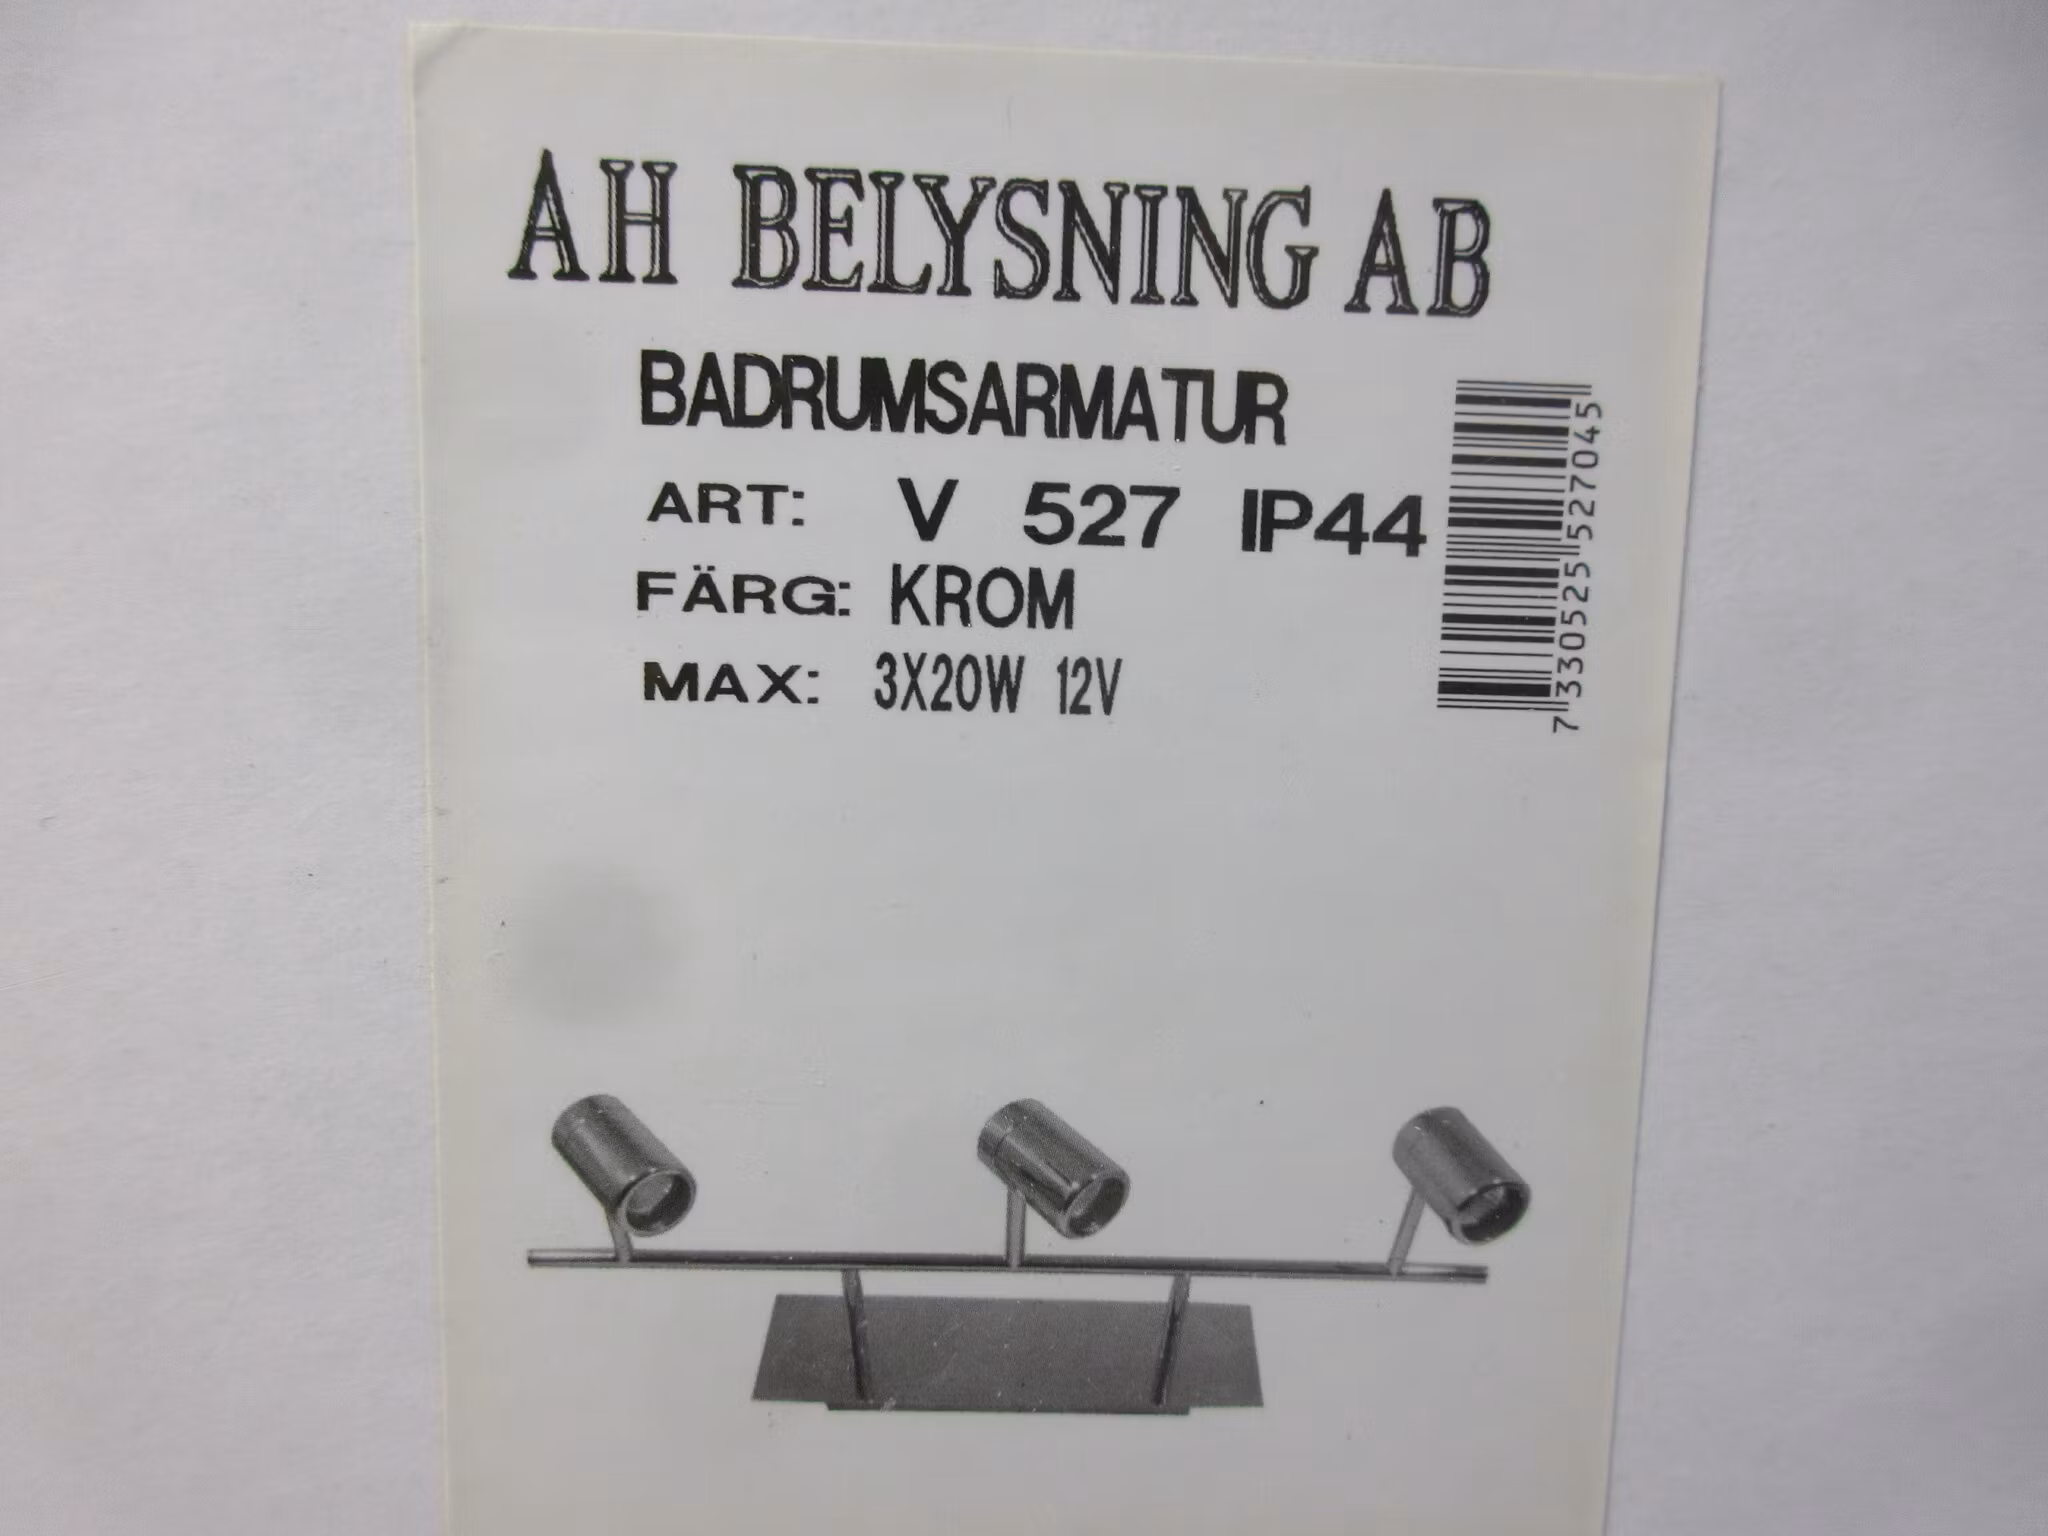 AH BELYSNING AB
BADRUMSARMATUR
ART: V 527 IP44
FÄRG: KROM
MAX: 3X20W 12V
7330525527045